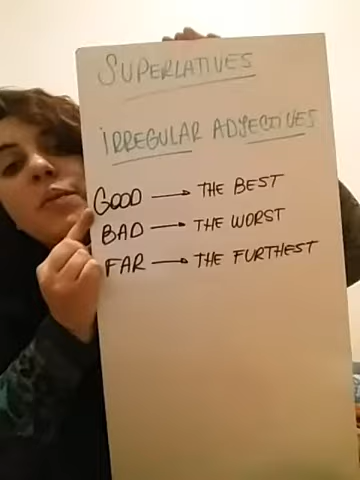 SUPERLATIVES
IRREGULAR ADJECTIVES
GOOD → THE BEST
BAD → THE WORST
FAR → THE FURTHEST